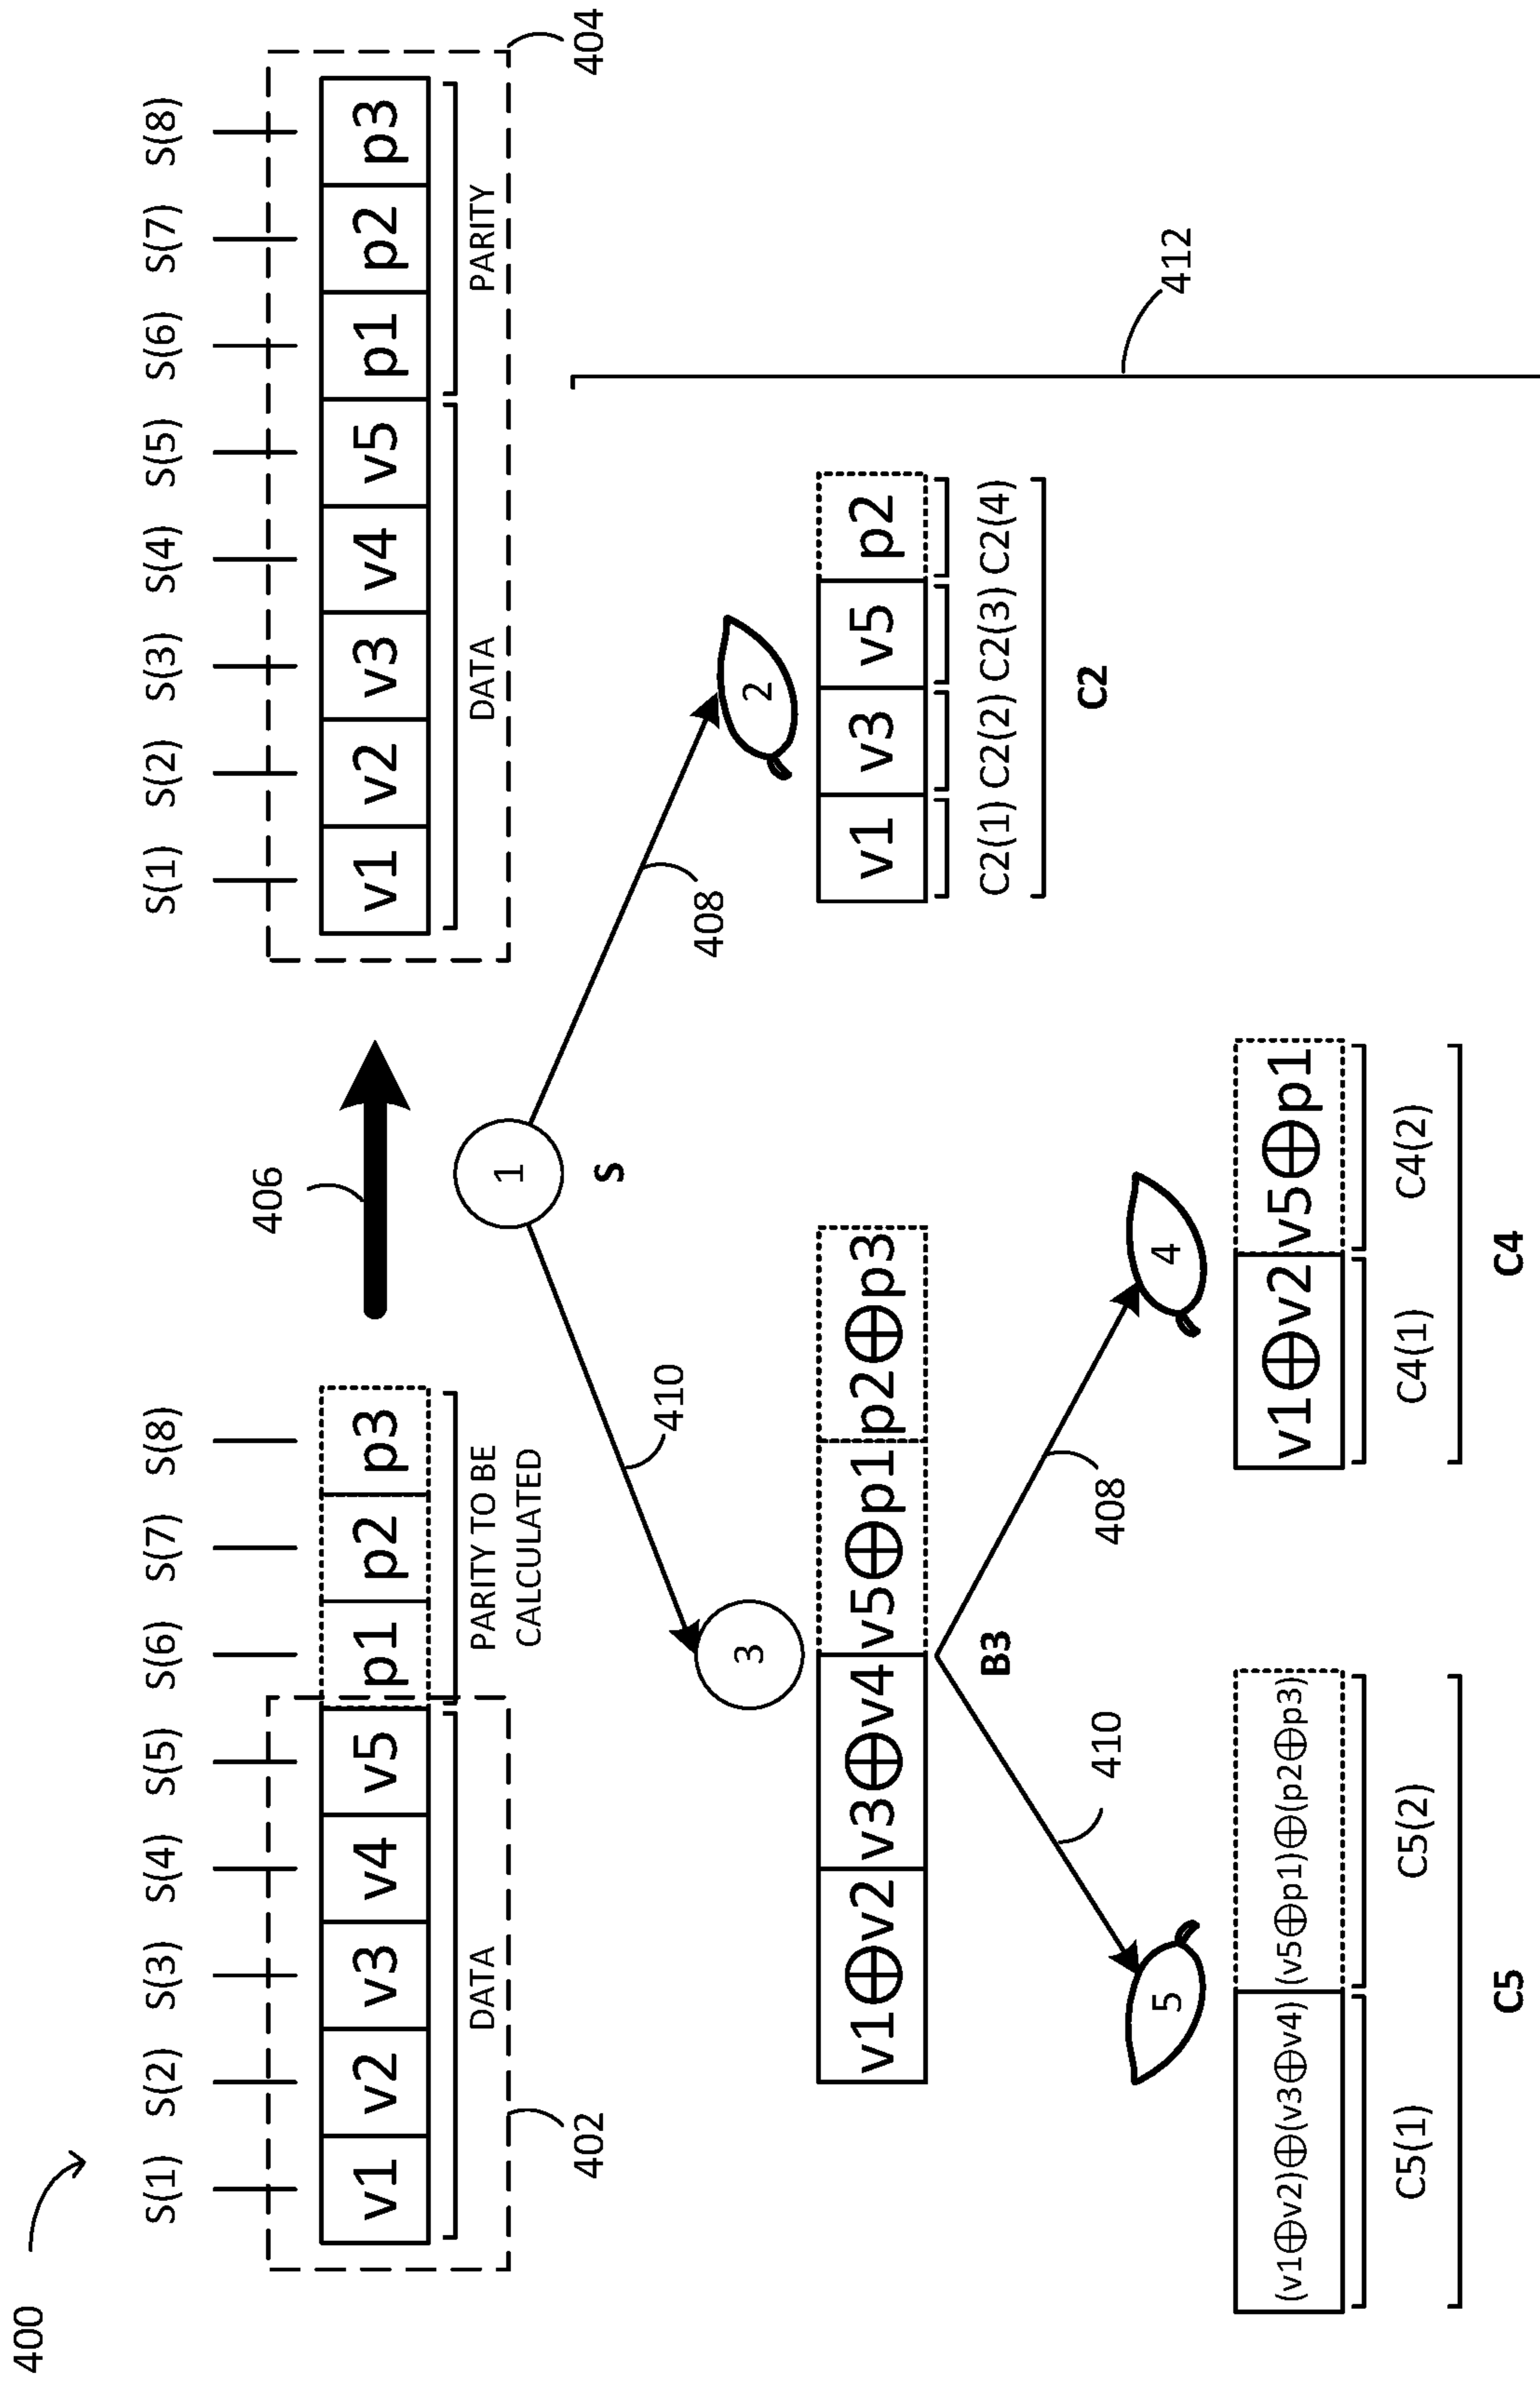 400
S(1) S(2) S(3) S(4) S(5) S(6) S(7) S(8)
v1 v2 v3 v4 v5 p1 p2 p3
DATA
PARITY TO BE
CALCULATED
402
406
S(1) S(2) S(3) S(4) S(5) S(6) S(7) S(8)
v1 v2 v3 v4 v5 p1 p2 p3
DATA
PARITY
404
1
S
410
408
412
3
2
v1⊕v2 v3⊕v4 v5⊕p1 p2⊕p3
B3
v1 v3 v5 p2
C2(1) C2(2) C2(3) C2(4)
C2
410
408
5
4
(v1⊕v2)⊕(v3⊕v4) (v5⊕p1)⊕(p2⊕p3)
C5(1) C5(2)
C5
v1⊕v2 v5⊕p1
C4(1) C4(2)
C4